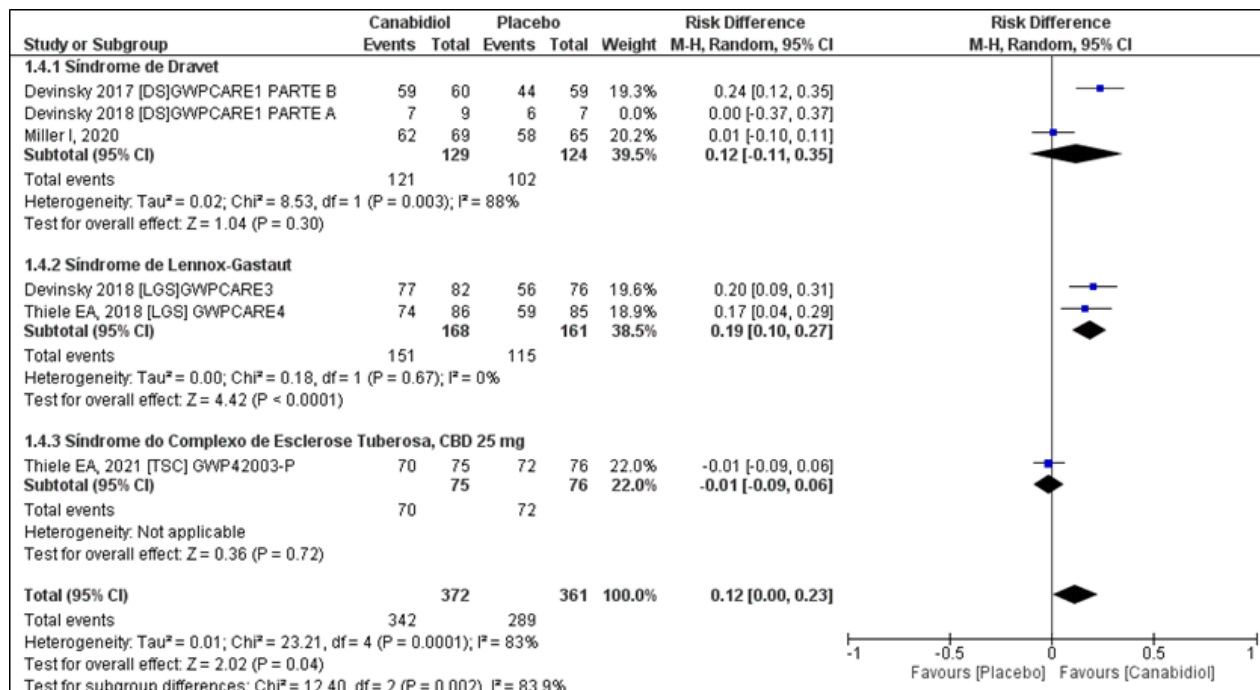 Canabidiol Placebo Risk Difference Risk Difference
Study or Subgroup Events Total Events Total Weight M-H, Random, 95% CI M-H, Random, 95% CI
1.4.1 Síndrome de Dravet
Devinsky 2017 [DS]GWPCARE1 PARTE B 59 60 44 59 19.3% 0.24 [0.12, 0.35]
Devinsky 2018 [DS]GWPCARE1 PARTE A 7 9 6 7 0.0% 0.00 [-0.37, 0.37]
Miller I, 2020 62 69 58 65 20.2% 0.01 [-0.10, 0.11]
Subtotal (95% CI) 129 124 39.5% 0.12 [-0.11, 0.35]
Total events 121 102
Heterogeneity: Tau² = 0.02; Chi² = 8.53, df = 1 (P = 0.003); I² = 88%
Test for overall effect: Z = 1.04 (P = 0.30)
1.4.2 Síndrome de Lennox-Gastaut
Devinsky 2018 [LGS]GWPCARE3 77 82 56 76 19.6% 0.20 [0.09, 0.31]
Thiele EA, 2018 [LGS] GWPCARE4 74 86 59 85 18.9% 0.17 [0.04, 0.29]
Subtotal (95% CI) 168 161 38.5% 0.19 [0.10, 0.27]
Total events 151 115
Heterogeneity: Tau² = 0.00; Chi² = 0.18, df = 1 (P = 0.67); I² = 0%
Test for overall effect: Z = 4.42 (P < 0.0001)
1.4.3 Síndrome do Complexo de Esclerose Tuberosa, CBD 25 mg
Thiele EA, 2021 [TSC] GWP42003-P 70 75 72 76 22.0% -0.01 [-0.09, 0.06]
Subtotal (95% CI) 75 76 22.0% -0.01 [-0.09, 0.06]
Total events 70 72
Heterogeneity: Not applicable
Test for overall effect: Z = 0.36 (P = 0.72)
Total (95% CI) 372 361 100.0% 0.12 [0.00, 0.23]
Total events 342 289
Heterogeneity: Tau² = 0.01; Chi² = 23.21, df = 4 (P = 0.0001); I² = 83%
Test for overall effect: Z = 2.02 (P = 0.04)
Test for subgroup differences: Chi² = 12.40, df = 2 (P = 0.002), I² = 83.9%
-1 -0.5 0 0.5 1
Favours [Placebo] Favours [Canabidiol]